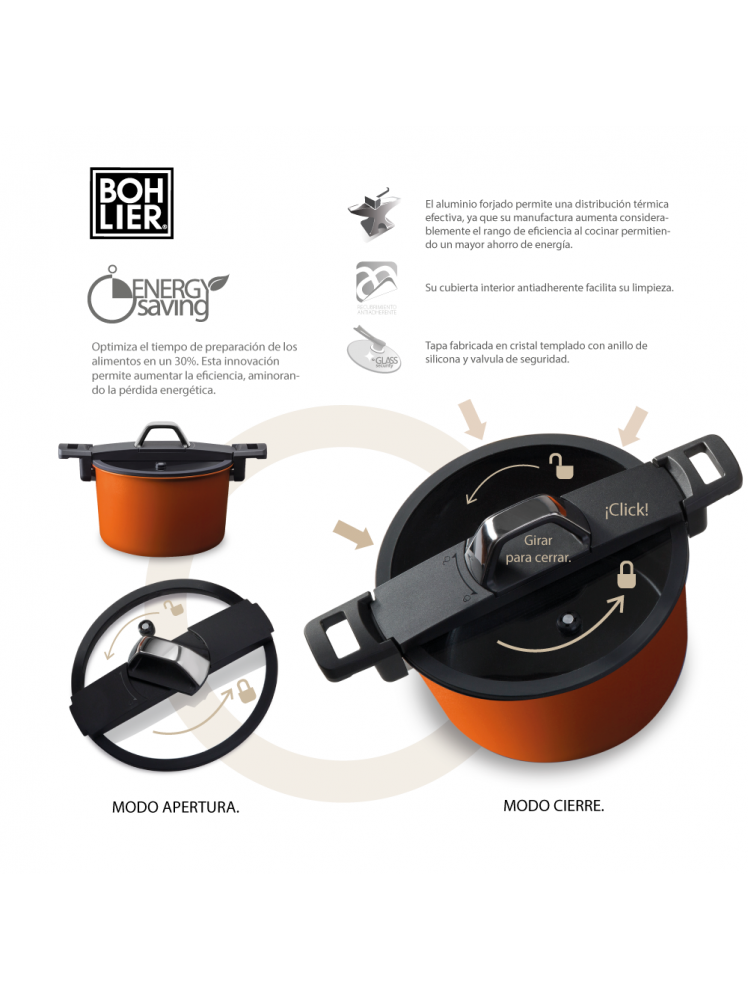 BOH
LIER®
ENERGY
saving
Optimiza el tiempo de preparación de los
alimentos en un 30%. Esta innovación
permite aumentar la eficiencia, aminoran-
do la pérdida energética.
El aluminio forjado permite una distribución térmica
efectiva, ya que su manufactura aumenta considera-
blemente el rango de eficiencia al cocinar permitien-
do un mayor ahorro de energía.
RECUBRIMIENTO
ANTIADHERENTE
Su cubierta interior antiadherente facilita su limpieza.
GLASS
Tapa fabricada en cristal templado con anillo de
silicona y valvula de seguridad.
¡Click!
Girar
para cerrar.
MODO APERTURA.
MODO CIERRE.